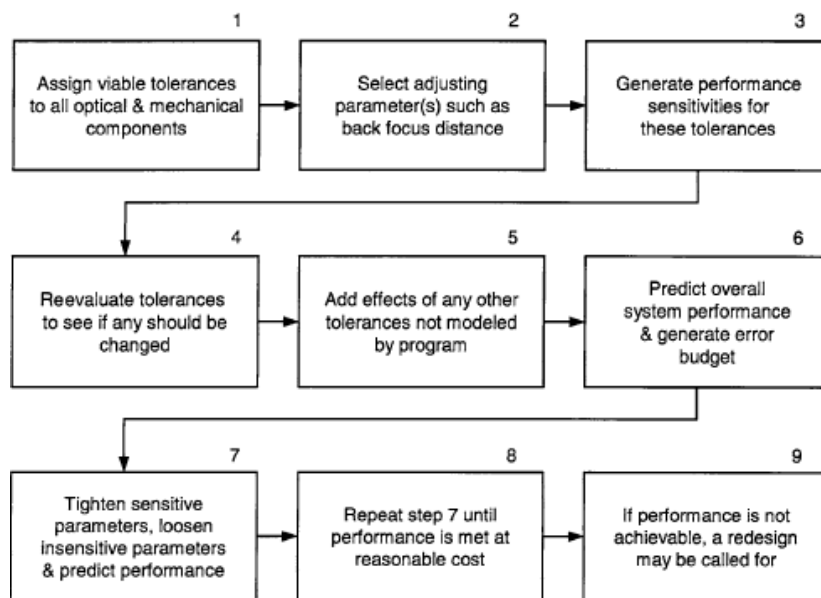 1
Assign viable tolerances
to all optical & mechanical
components
2
Select adjusting
parameter(s) such as
back focus distance
3
Generate performance
sensitivities for
these tolerances
4
Reevaluate tolerances
to see if any should be
changed
5
Add effects of any other
tolerances not modeled
by program
6
Predict overall
system performance
& generate error
budget
7
Tighten sensitive
parameters, loosen
insensitive parameters
& predict performance
8
Repeat step 7 until
performance is met at
reasonable cost
9
If performance is not
achievable, a redesign
may be called for